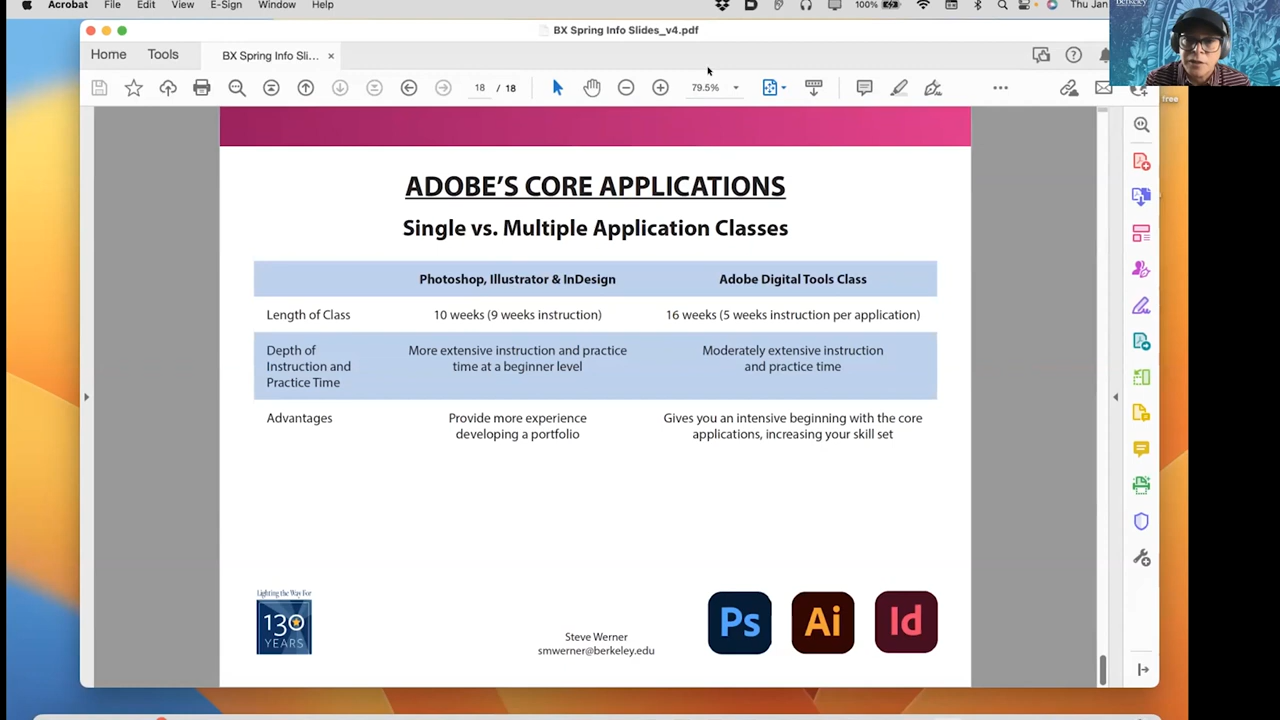 Acrobat File Edit View E-Sign Window Help 100% Thu Jan
BX Spring Info Slides_v4.pdf
Home Tools BX Spring Info Sli... ×
18 / 18 79.5%
free
ADOBE'S CORE APPLICATIONS
Single vs. Multiple Application Classes
Photoshop, Illustrator & InDesign Adobe Digital Tools Class
Length of Class 10 weeks (9 weeks instruction) 16 weeks (5 weeks instruction per application)
Depth of Instruction and Practice Time
More extensive instruction and practice
time at a beginner level
Moderately extensive instruction
and practice time
Advantages
Provide more experience
developing a portfolio
Gives you an intensive beginning with the core
applications, increasing your skill set
Lighting the Way For
130
YEARS
Steve Werner
smwerner@berkeley.edu
Ps Ai Id
Berkeley